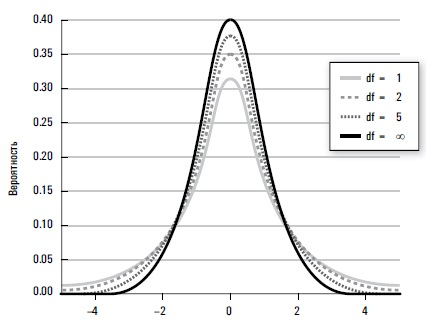 0.40
0.35
0.30
0.25
0.20
0.15
0.10
0.05
0.00
Вероятность
–4
–2
0
2
4
df = 1
df = 2
df = 5
df = ∞